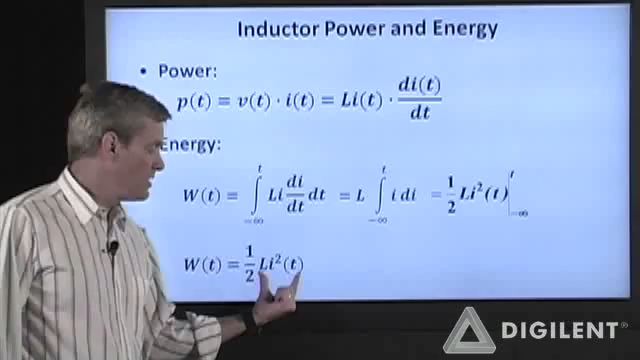 Inductor Power and Energy
• Power:
p(t) = v(t) · i(t) = Li(t) · di(t)/dt
Energy:
W(t) = ∫_{-∞}^{t} Li di/dt dt = L ∫_{-∞}^{t} i di = 1/2 Li²(t)|_{-∞}^{t}
W(t) = 1/2 Li²(t)
DIGILENT